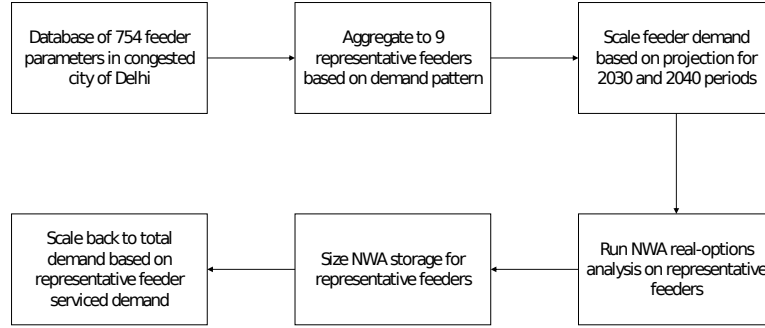 Database of 754 feeder
parameters in congested
city of Delhi
Aggregate to 9
representative feeders
based on demand pattern
Scale feeder demand
based on projection for
2030 and 2040 periods
Run NWA real-options
analysis on representative
feeders
Size NWA storage for
representative feeders
Scale back to total
demand based on
representative feeder
serviced demand